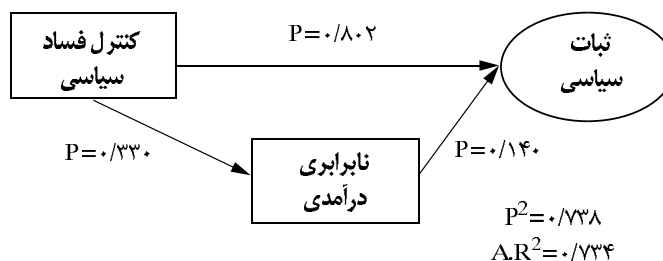 کنترل فساد
سیاسی
P=۰/۸۰۲
ثبات
سیاسی
P=۰/۳۳۰
نابرابری
درآمدی
P=۰/۱۴۰
P²=۰/۷۳۸
A.R²=۰/۷۳۴